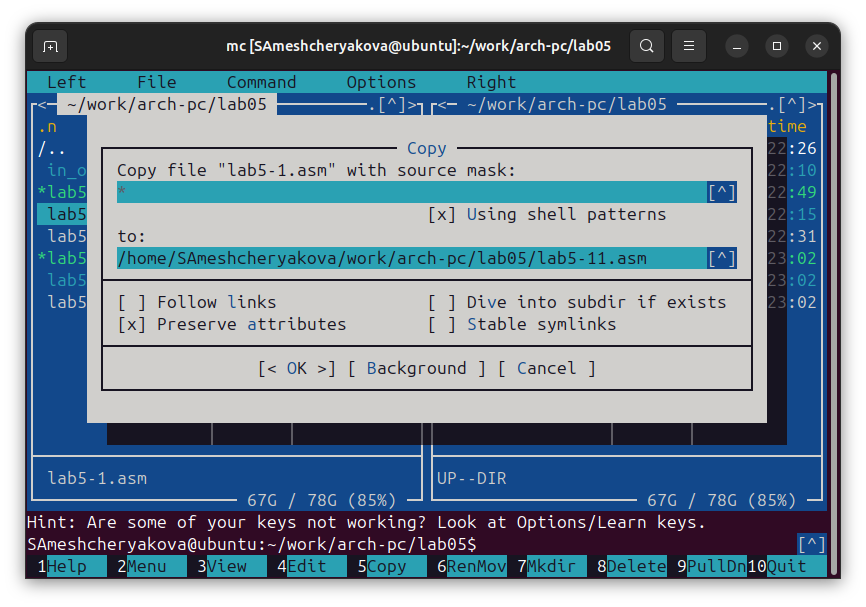 mc [SAmeshcheryakova@ubuntu]:~/work/arch-pc/lab05
Left File Command Options Right
<─ ~/work/arch-pc/lab05 ─.[^]> <─ ~/work/arch-pc/lab05 ─.[^]>
.n time
/.. 22:26
in_o 22:10
*lab5 22:49
lab5 22:15
lab5 22:31
*lab5 23:02
lab5 23:02
lab5 23:02
Copy
Copy file "lab5-1.asm" with source mask:
* [^]
[x] Using shell patterns
to:
/home/SAmeshcheryakova/work/arch-pc/lab05/lab5-11.asm [^]
[ ] Follow links [ ] Dive into subdir if exists
[x] Preserve attributes [ ] Stable symlinks
[< OK >] [ Background ] [ Cancel ]
lab5-1.asm UP--DIR
67G / 78G (85%) 67G / 78G (85%)
Hint: Are some of your keys not working? Look at Options/Learn keys.
SAmeshcheryakova@ubuntu:~/work/arch-pc/lab05$ [^]
1Help 2Menu 3View 4Edit 5Copy 6RenMov 7Mkdir 8Delete 9PullDn 10Quit